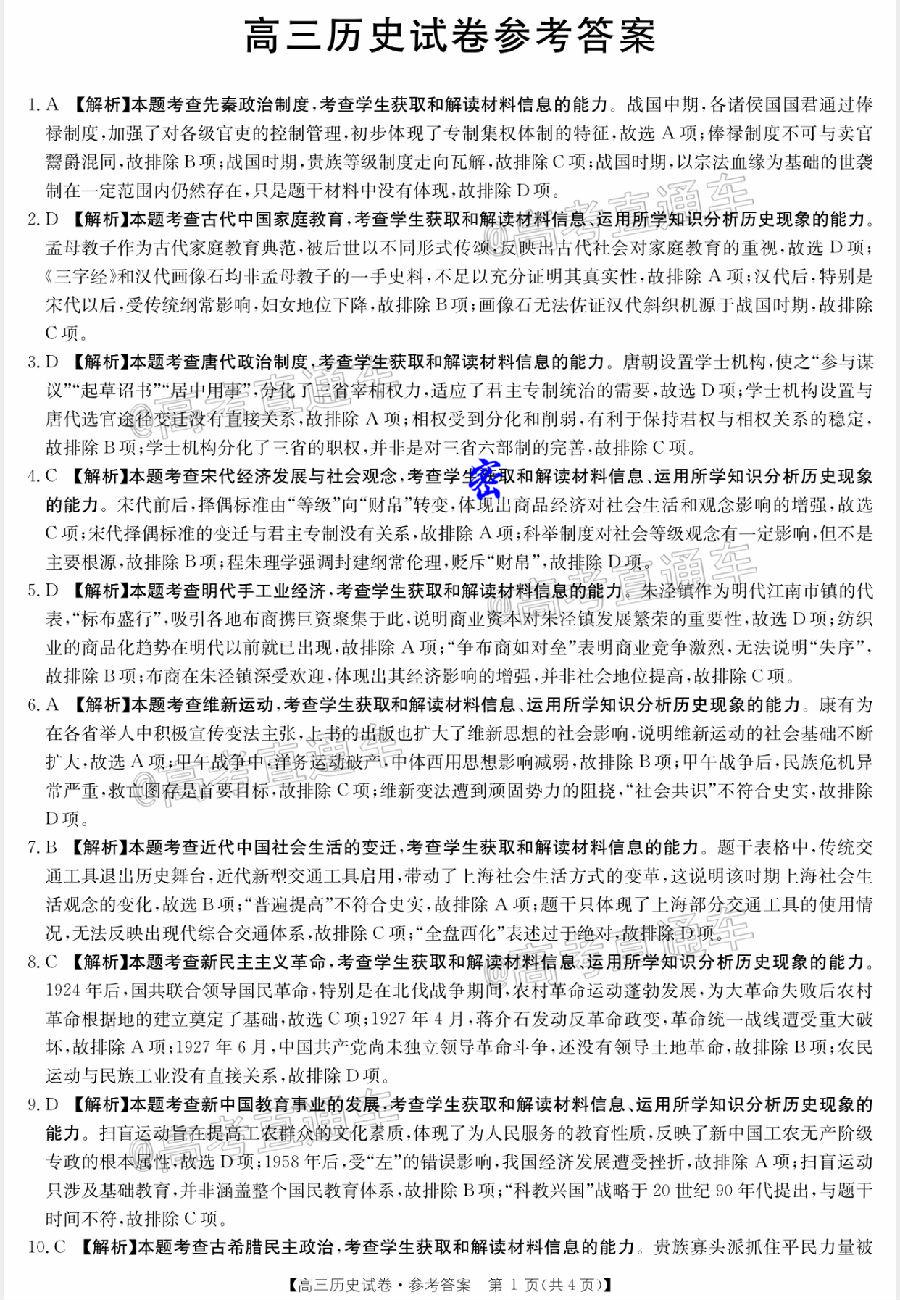 高三历史试卷参考答案
1. A 【解析】本题考查先秦政治制度,考查学生获取和解读材料信息的能力。战国中期,各诸侯国国君通过俸
禄制度,加强了对各级官吏的控制管理,初步体现了专制集权体制的特征,故选 A 项;俸禄制度不可与卖官
鬻爵混同,故排除 B 项;战国时期,贵族等级制度走向瓦解,故排除 C 项;战国时期,以宗法血缘为基础的世袭
制在一定范围内仍然存在,只是题干材料中没有体现,故排除 D 项。
2. D 【解析】本题考查古代中国家庭教育,考查学生获取和解读材料信息、运用所学知识分析历史现象的能力。
孟母教子作为古代家庭教育典范,被后世以不同形式传颂,反映出古代社会对家庭教育的重视,故选 D 项;
《三字经》和汉代画像石均非孟母教子的一手史料,不足以充分证明其真实性,故排除 A 项;汉代后,特别是
宋代以后,受传统纲常影响,妇女地位下降,故排除 B 项;画像石无法佐证汉代斜织机源于战国时期,故排除
C 项。
3. D 【解析】本题考查唐代政治制度,考查学生获取和解读材料信息的能力。唐朝设置学士机构,使之“参与谋
议”“起草诏书”“居中用事”,分化了三省宰相权力,适应了君主专制统治的需要,故选 D 项;学士机构设置与
唐代选官途径变迁没有直接关系,故排除 A 项;相权受到分化和削弱,有利于保持君权与相权关系的稳定,
故排除 B 项;学士机构分化了三省的职权,并非是对三省六部制的完善,故排除 C 项。
4. C 【解析】本题考查宋代经济发展与社会观念,考查学生获取和解读材料信息、运用所学知识分析历史现象
密
的能力。宋代前后,择偶标准由“等级”向“财帛”转变,体现出商品经济对社会生活和观念影响的增强,故选
C 项;宋代择偶标准的变迁与君主专制没有关系,故排除 A 项;科举制度对社会等级观念有一定影响,但不是
主要根源,故排除 B 项;程朱理学强调封建纲常伦理,贬斥“财帛”,故排除 D 项。
5. D 【解析】本题考查明代手工业经济,考查学生获取和解读材料信息的能力。朱泾镇作为明代江南市镇的代
表,“标布盛行”,吸引各地布商携巨资聚集于此,说明商业资本对朱泾镇发展繁荣的重要性,故选 D 项;纺织
业的商品化趋势在明代以前就已出现,故排除 A 项;“争布商如对垒”表明商业竞争激烈,无法说明“失序”,
故排除 B 项;布商在朱泾镇深受欢迎,体现出其经济影响的增强,并非社会地位提高,故排除 C 项。
6. A 【解析】本题考查维新运动,考查学生获取和解读材料信息、运用所学知识分析历史现象的能力。康有为
在各省举人中积极宣传变法主张,上书的出版也扩大了维新思想的社会影响,说明维新运动的社会基础不断
扩大,故选 A 项;甲午战争中,洋务运动破产,中体西用思想影响减弱,故排除 B 项;甲午战争后,民族危机异
常严重,救亡图存是首要目标,故排除 C 项;维新变法遭到顽固势力的阻挠,“社会共识”不符合史实,故排除
D 项。
7. B 【解析】本题考查近代中国社会生活的变迁,考查学生获取和解读材料信息的能力。题干表格中,传统交
通工具退出历史舞台,近代新型交通工具启用,带动了上海社会生活方式的变革,这说明该时期上海社会生
活观念的变化,故选 B 项;“普遍提高”不符合史实,故排除 A 项;题干只体现了上海部分交通工具的使用情
况,无法反映出现代综合交通体系,故排除 C 项;“全盘西化”表述过于绝对,故排除 D 项。
8. C 【解析】本题考查新民主主义革命,考查学生获取和解读材料信息、运用所学知识分析历史现象的能力。
1924 年后,国共联合领导国民革命,特别是在北伐战争期间,农村革命运动蓬勃发展,为大革命失败后农村
革命根据地的建立奠定了基础,故选 C 项;1927 年 4 月,蒋介石发动反革命政变,革命统一战线遭受重大破
坏,故排除 A 项;1927 年 6 月,中国共产党尚未独立领导革命斗争,还没有领导土地革命,故排除 B 项;农民
运动与民族工业没有直接关系,故排除 D 项。
9. D 【解析】本题考查新中国教育事业的发展,考查学生获取和解读材料信息、运用所学知识分析历史现象的
能力。扫盲运动旨在提高工农群众的文化素质,体现了为人民服务的教育性质,反映了新中国工农无产阶级
专政的根本属性,故选 D 项;1958 年后,受“左”的错误影响,我国经济发展遭受挫折,故排除 A 项;扫盲运动
只涉及基础教育,并非涵盖整个国民教育体系,故排除 B 项;“科教兴国”战略于 20 世纪 90 年代提出,与题干
时间不符,故排除 C 项。
10. C 【解析】本题考查古希腊民主政治,考查学生获取和解读材料信息的能力。贵族寡头派抓住平民力量被
【高三历史试卷·参考答案 第 1 页(共 4 页)】
@高考直通车
@高考直通车
@高考直通车
@高考直通车
@高考直通车
@高考直通车